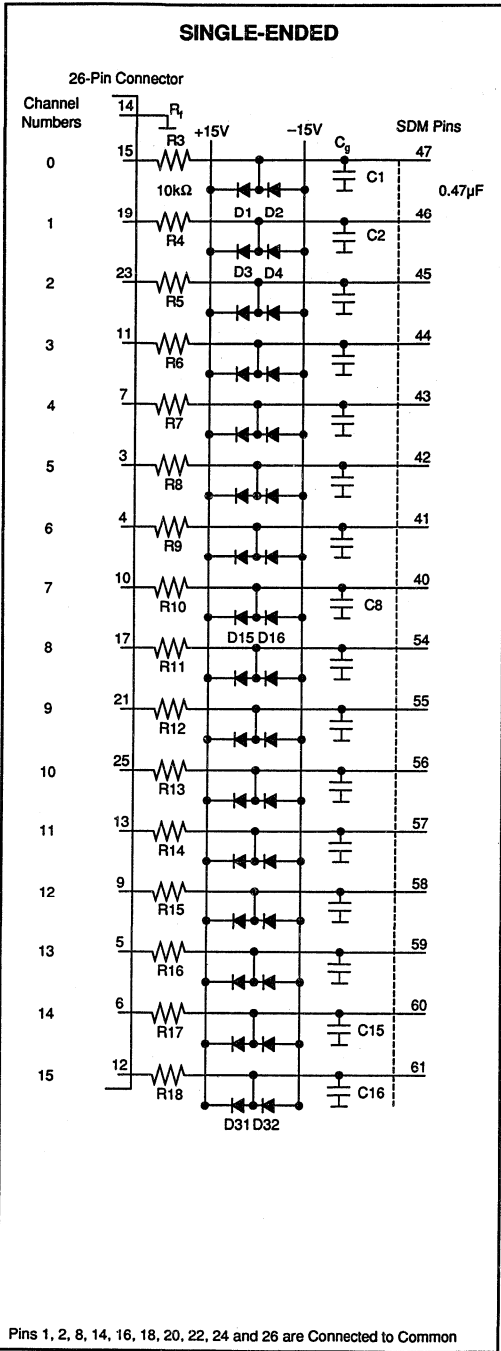 SINGLE-ENDED
26-Pin Connector
Channel
Numbers
14 Rf
+15V –15V
SDM Pins
0 15 R3 Cg C1 47
10kΩ 0.47µF
D1 D2
1 19 R4 C2 46
D3 D4
2 23 R5 45
3 11 R6 44
4 7 R7 43
5 3 R8 42
6 4 R9 41
7 10 R10 C8 40
D15 D16
8 17 R11 54
9 21 R12 55
10 25 R13 56
11 13 R14 57
12 9 R15 58
13 5 R16 59
14 6 R17 C15 60
15 12 R18 C16 61
D31 D32
Pins 1, 2, 8, 14, 16, 18, 20, 22, 24 and 26 are Connected to Common